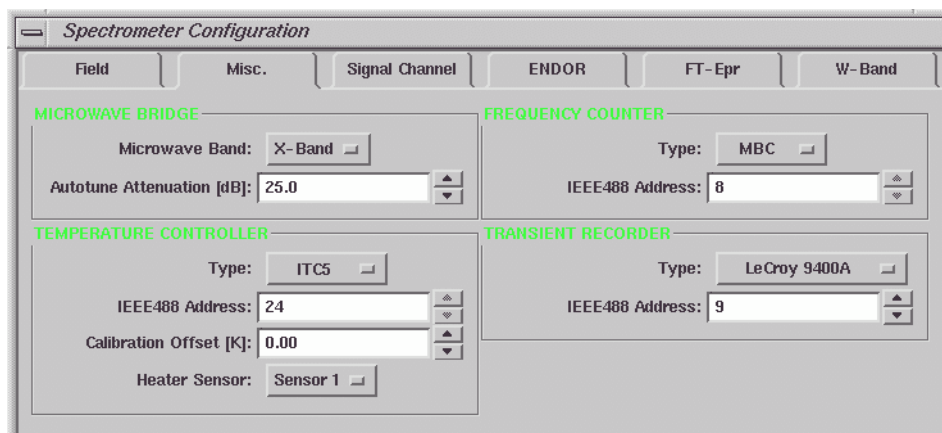 Spectrometer Configuration
Field Misc. Signal Channel ENDOR FT-Epr W-Band
MICROWAVE BRIDGE
Microwave Band: X-Band
Autotune Attenuation [dB]: 25.0
FREQUENCY COUNTER
Type: MBC
IEEE488 Address: 8
TEMPERATURE CONTROLLER
Type: ITC5
IEEE488 Address: 24
Calibration Offset [K]: 0.00
Heater Sensor: Sensor 1
TRANSIENT RECORDER
Type: LeCroy 9400A
IEEE488 Address: 9